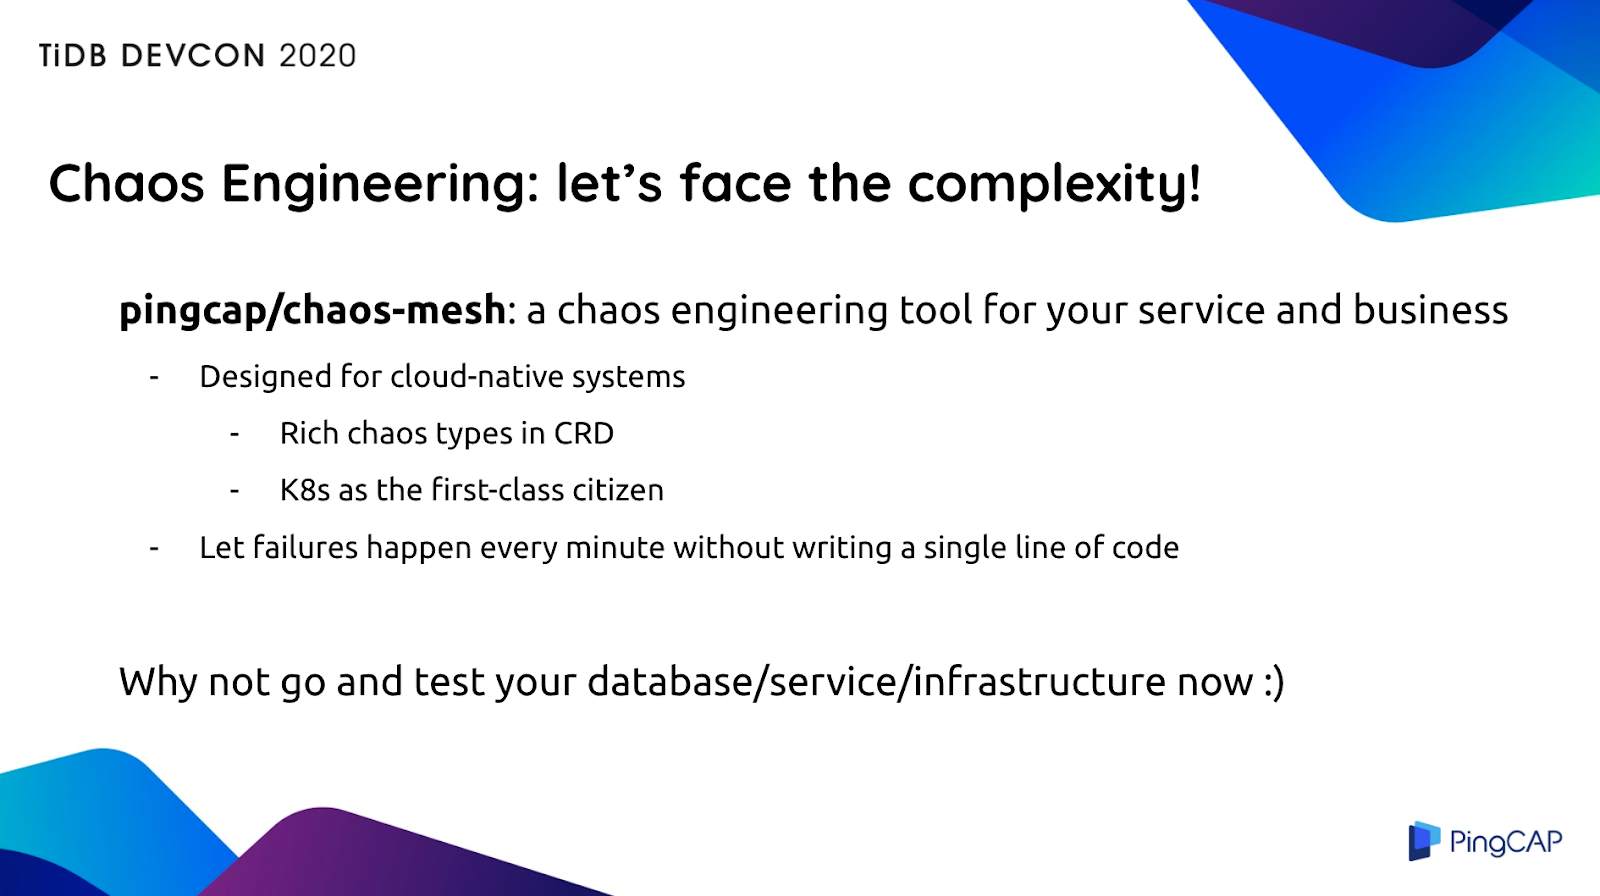 TiDB DEVCON 2020
Chaos Engineering: let’s face the complexity!
pingcap/chaos-mesh: a chaos engineering tool for your service and business
- Designed for cloud-native systems
- Rich chaos types in CRD
- K8s as the first-class citizen
- Let failures happen every minute without writing a single line of code
Why not go and test your database/service/infrastructure now :)
PingCAP